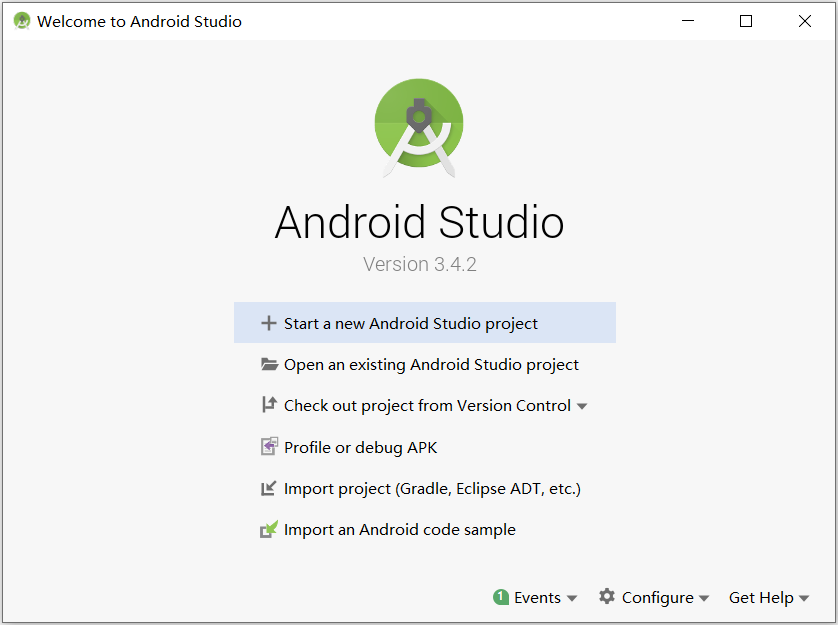 Welcome to Android Studio
Android Studio
Version 3.4.2
Start a new Android Studio project
Open an existing Android Studio project
Check out project from Version Control
Profile or debug APK
Import project (Gradle, Eclipse ADT, etc.)
Import an Android code sample
1 Events Configure Get Help